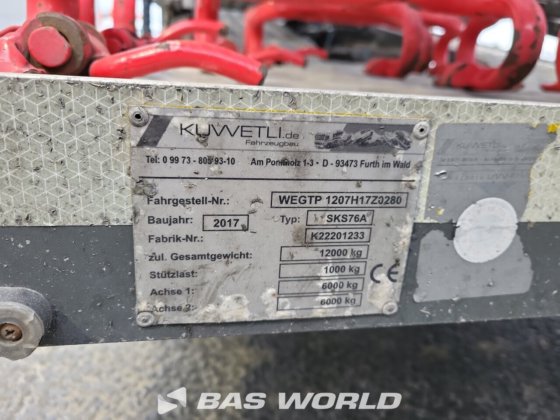 KUWETLI.de
Fahrzeugbau
Tel: 0 99 73 - 805 93-10 Am Pommholz 1-3 • D - 93473 Furth im Wald
Fahrgestell-Nr.: WEGTP 1207H17Z0280
Baujahr: 2017 Typ: SKS76A
Fabrik-Nr.: K22201233
zul. Gesamtgewicht: 12000 kg
Stützlast: 1000 kg
Achse 1: 6000 kg CE
Achse 2: 6000 kg
BAS WORLD